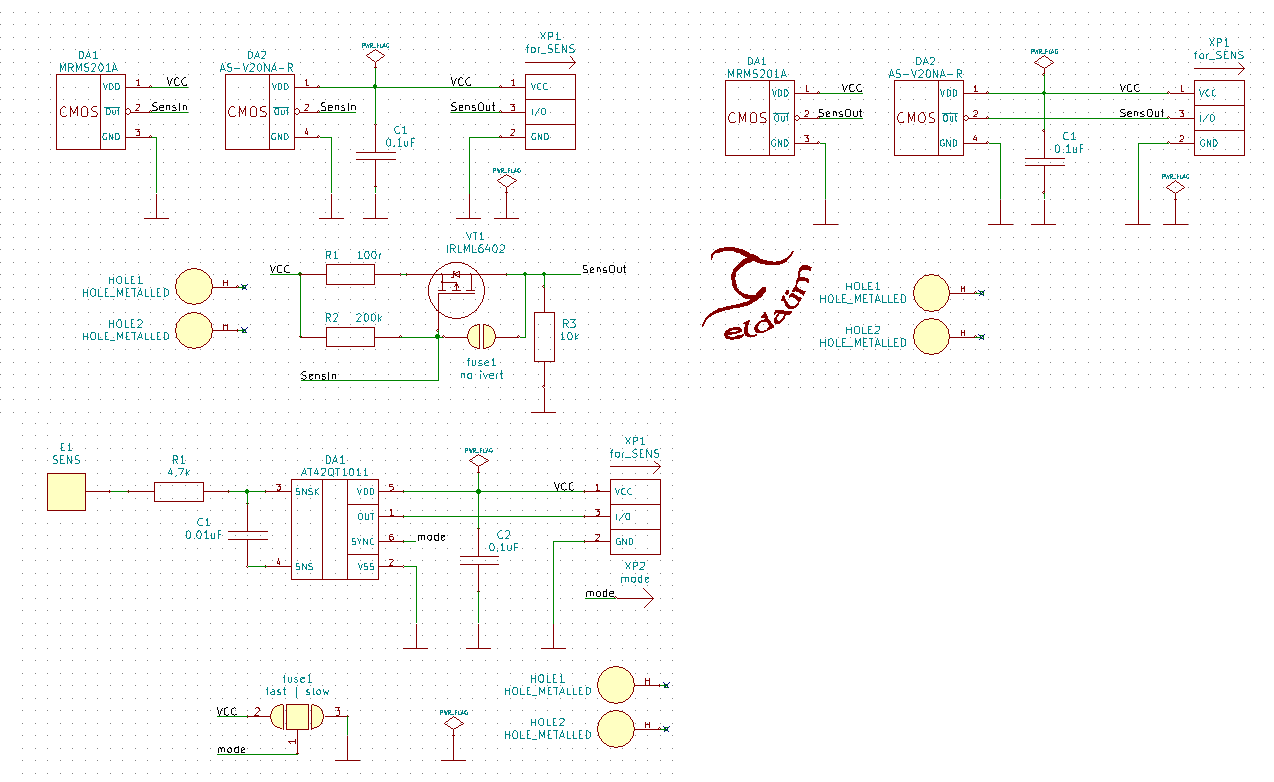 PWR_FLAG
XP1
for_SENS
DA1
MRMS201A
DA2
AS-V20NA-R
CMOS
VDD
Out
GND
1
2
3
VCC
SensIn
CMOS
VDD
Out
GND
1
2
4
SensIn
C1
0.1uF
VCC
SensOut
1
3
2
VCC
I/O
GND
PWR_FLAG
HOLE1
HOLE_METALLED
H
HOLE2
HOLE_METALLED
H
VT1
IRLML6402
VCC
R1 100r
SensOut
R2 200k
R3
10k
fuse1
no ivert
SensIn
PWR_FLAG
XP1
for_SENS
DA1
MRMS201A
DA2
AS-V20NA-R
CMOS
VDD
Out
GND
1
2
3
VCC
SensOut
CMOS
VDD
Out
GND
1
2
4
C1
0.1uF
VCC
SensOut
1
3
2
VCC
I/O
GND
PWR_FLAG
eldaüm
HOLE1
HOLE_METALLED
H
HOLE2
HOLE_METALLED
H
E1
SENS
R1
4.7k
C1
0.01uF
DA1
AT42QT1011
3
4
SNSK
SNS
VDD
OUT
SYNC
VSS
5
1
6
2
mode
PWR_FLAG
C2
0.1uF
XP1
for_SENS
VCC
1
3
2
VCC
I/O
GND
XP2
mode
mode
fuse1
fast | slow
VCC
2
3
1
mode
PWR_FLAG
HOLE1
HOLE_METALLED
H
HOLE2
HOLE_METALLED
H